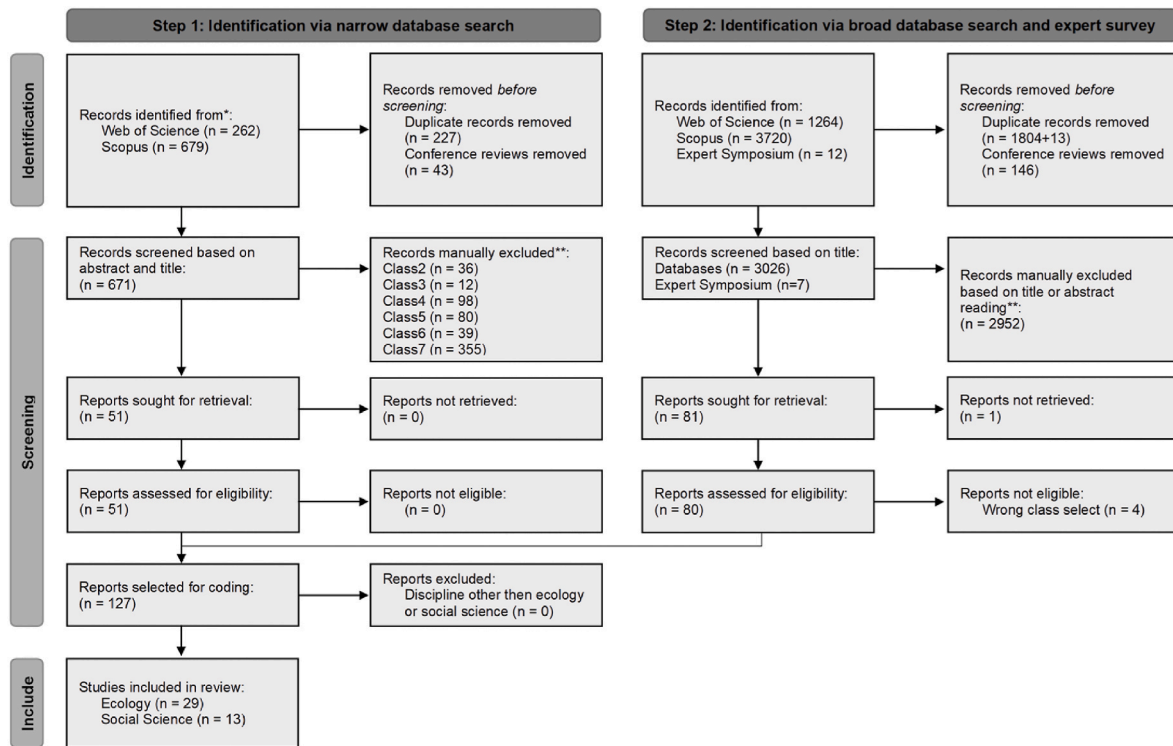 Step 1: Identification via narrow database search
Step 2: Identification via broad database search and expert survey
Identification
Records identified from*:
Web of Science (n = 262)
Scopus (n = 679)
Records removed before
screening:
Duplicate records removed
(n = 227)
Conference reviews removed
(n = 43)
Records identified from:
Web of Science (n = 1264)
Scopus (n = 3720)
Expert Symposium (n = 12)
Records removed before
screening:
Duplicate records removed
(n = 1804+13)
Conference reviews removed
(n = 146)
Screening
Records screened based on
abstract and title:
(n = 671)
Records manually excluded**:
Class2 (n = 36)
Class3 (n = 12)
Class4 (n = 98)
Class5 (n = 80)
Class6 (n = 39)
Class7 (n = 355)
Records screened based on title:
Databases (n = 3026)
Expert Symposium (n=7)
Records manually excluded
based on title or abstract
reading**:
(n = 2952)
Reports sought for retrieval:
(n = 51)
Reports not retrieved:
(n = 0)
Reports sought for retrieval:
(n = 81)
Reports not retrieved:
(n = 1)
Reports assessed for eligibility:
(n = 51)
Reports not eligible:
(n = 0)
Reports assessed for eligibility:
(n = 80)
Reports not eligible:
Wrong class select (n = 4)
Reports selected for coding:
(n = 127)
Reports excluded:
Discipline other then ecology
or social science (n = 0)
Include
Studies included in review:
Ecology (n = 29)
Social Science (n = 13)